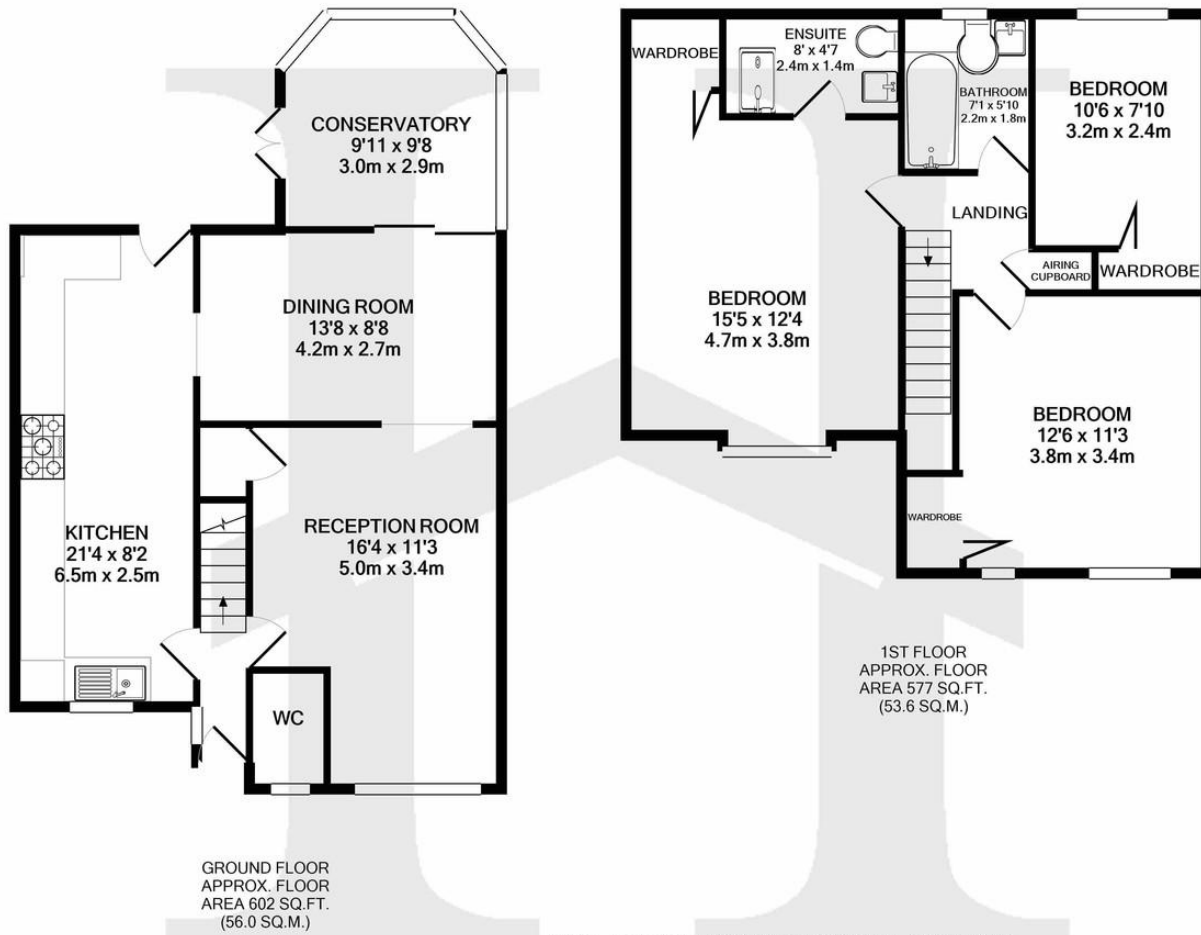 CONSERVATORY
9'11 x 9'8
3.0m x 2.9m
DINING ROOM
13'8 x 8'8
4.2m x 2.7m
KITCHEN
21'4 x 8'2
6.5m x 2.5m
RECEPTION ROOM
16'4 x 11'3
5.0m x 3.4m
WC
GROUND FLOOR
APPROX. FLOOR
AREA 602 SQ.FT.
(56.0 SQ.M.)
WARDROBE
ENSUITE
8' x 4'7
2.4m x 1.4m
BATHROOM
7'1 x 5'10
2.2m x 1.8m
BEDROOM
10'6 x 7'10
3.2m x 2.4m
LANDING
AIRING
CUPBOARD
WARDROBE
BEDROOM
15'5 x 12'4
4.7m x 3.8m
BEDROOM
12'6 x 11'3
3.8m x 3.4m
WARDROBE
1ST FLOOR
APPROX. FLOOR
AREA 577 SQ.FT.
(53.6 SQ.M.)